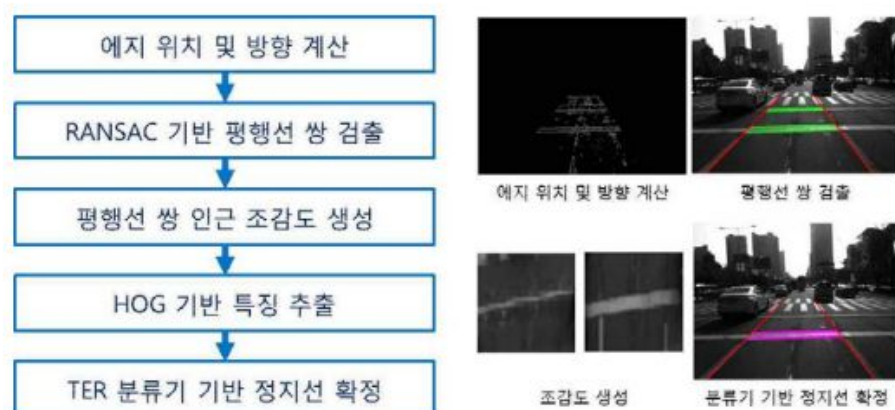 에지 위치 및 방향 계산
RANSAC 기반 평행선 쌍 검출
평행선 쌍 인근 조감도 생성
HOG 기반 특징 추출
TER 분류기 기반 정지선 확정
에지 위치 및 방향 계산
평행선 쌍 검출
조감도 생성
분류기 기반 정지선 확정